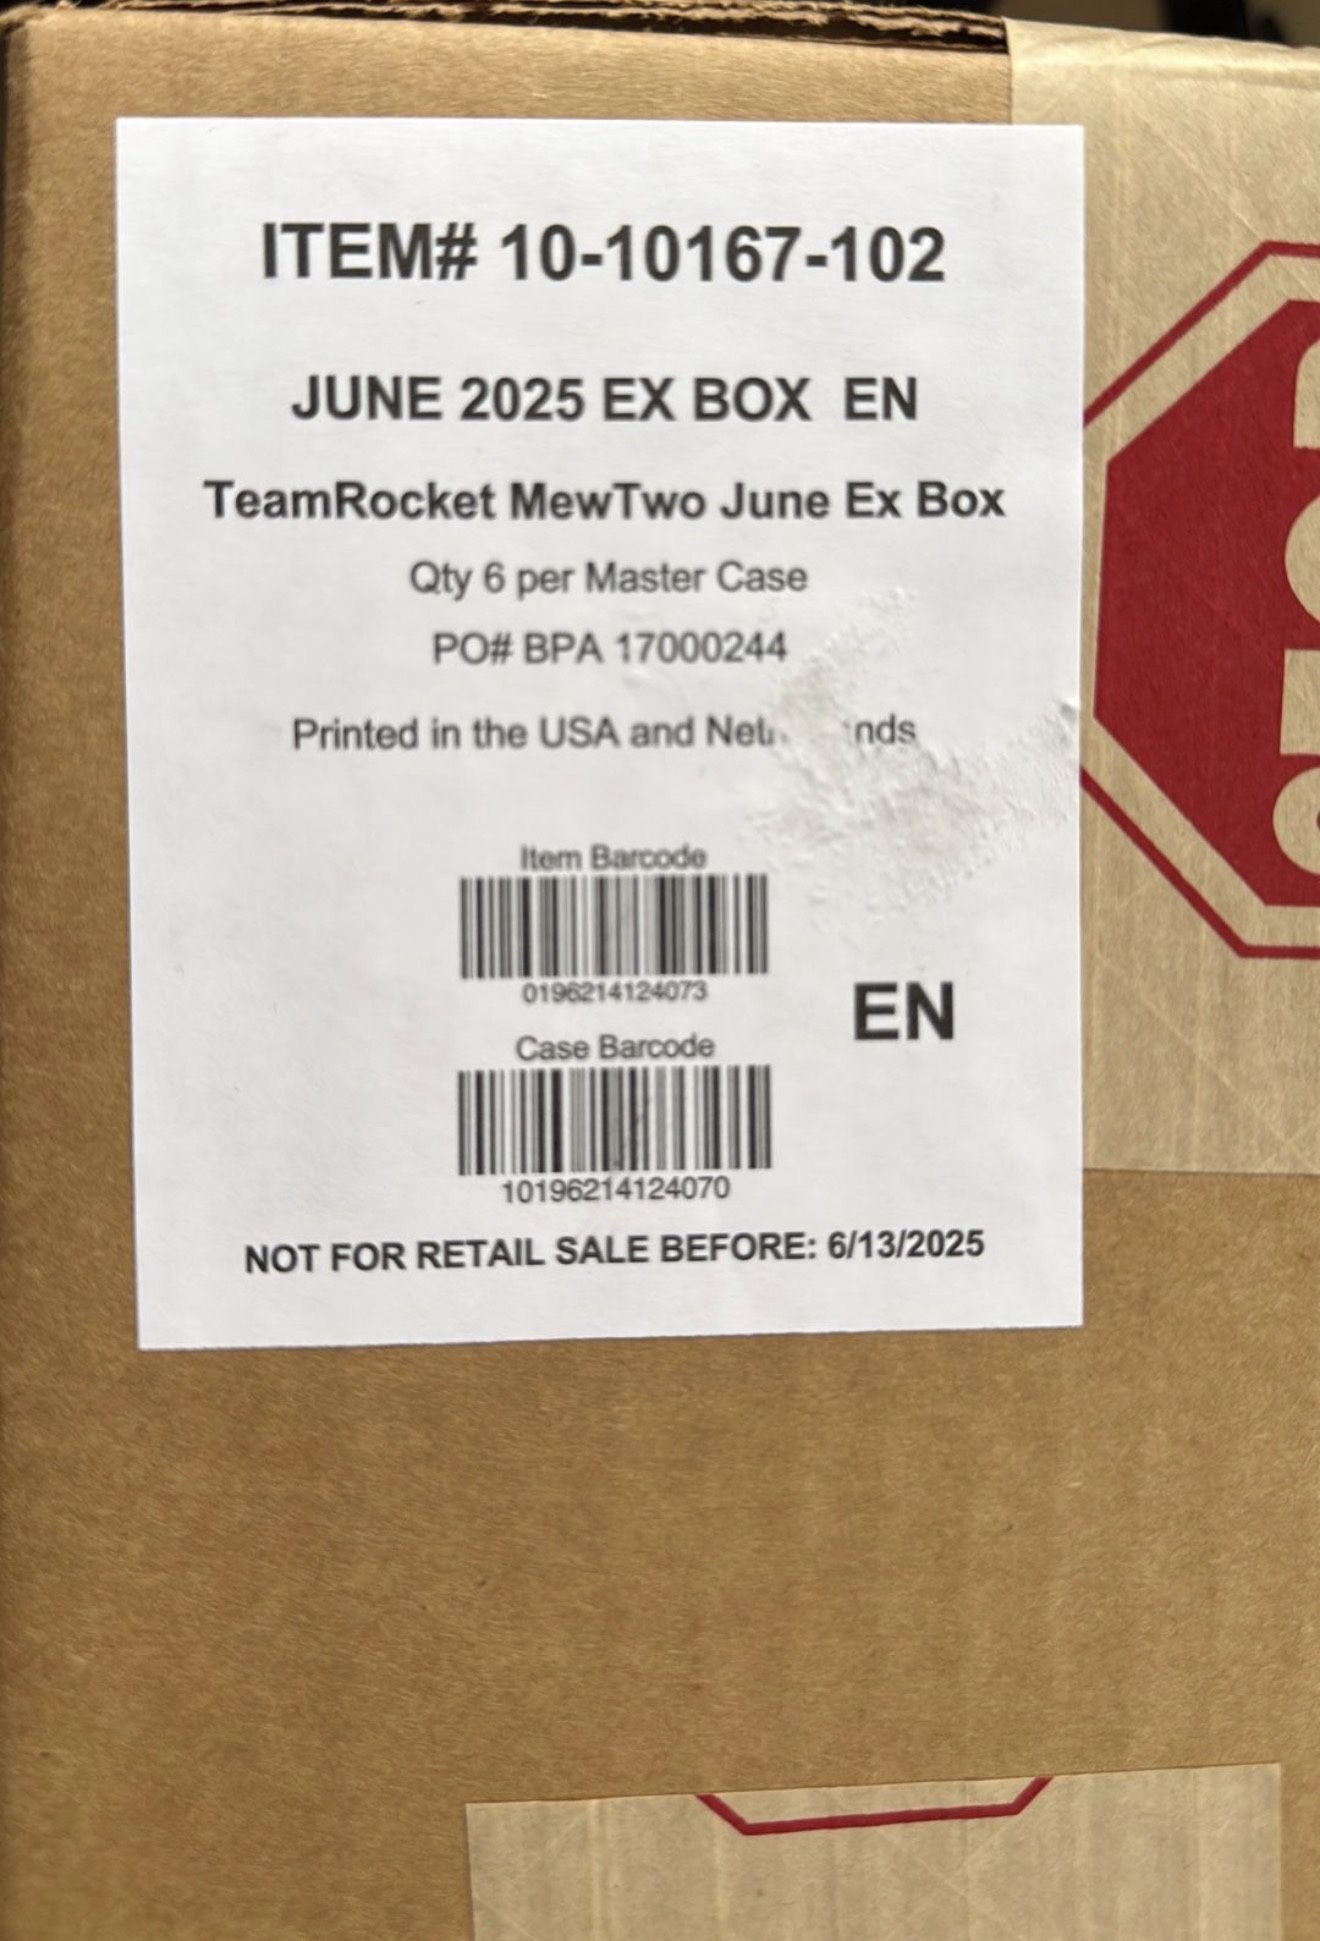 ITEM# 10-10167-102
JUNE 2025 EX BOX EN
TeamRocket MewTwo June Ex Box
Qty 6 per Master Case
PO# BPA 17000244
Printed in the USA and
Item Barcode
0196214124073
EN
Case Barcode
10196214124070
NOT FOR RETAIL SALE BEFORE: 6/13/2025